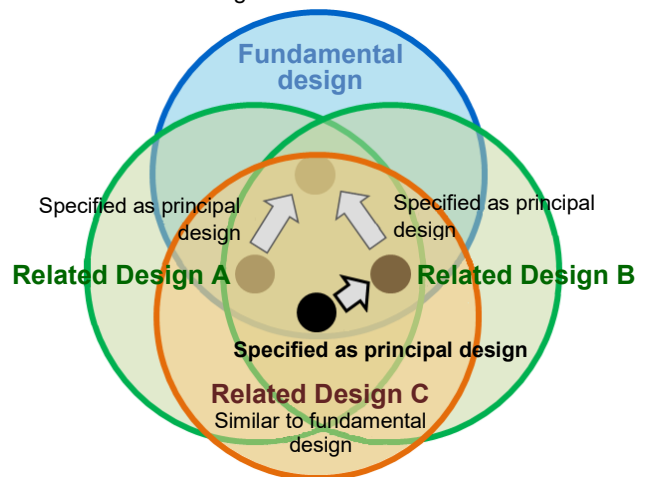 Fundamental
design
Specified as principal
design
Specified as principal
design
Related Design A
Related Design B
Specified as principal design
Related Design C
Similar to fundamental
design